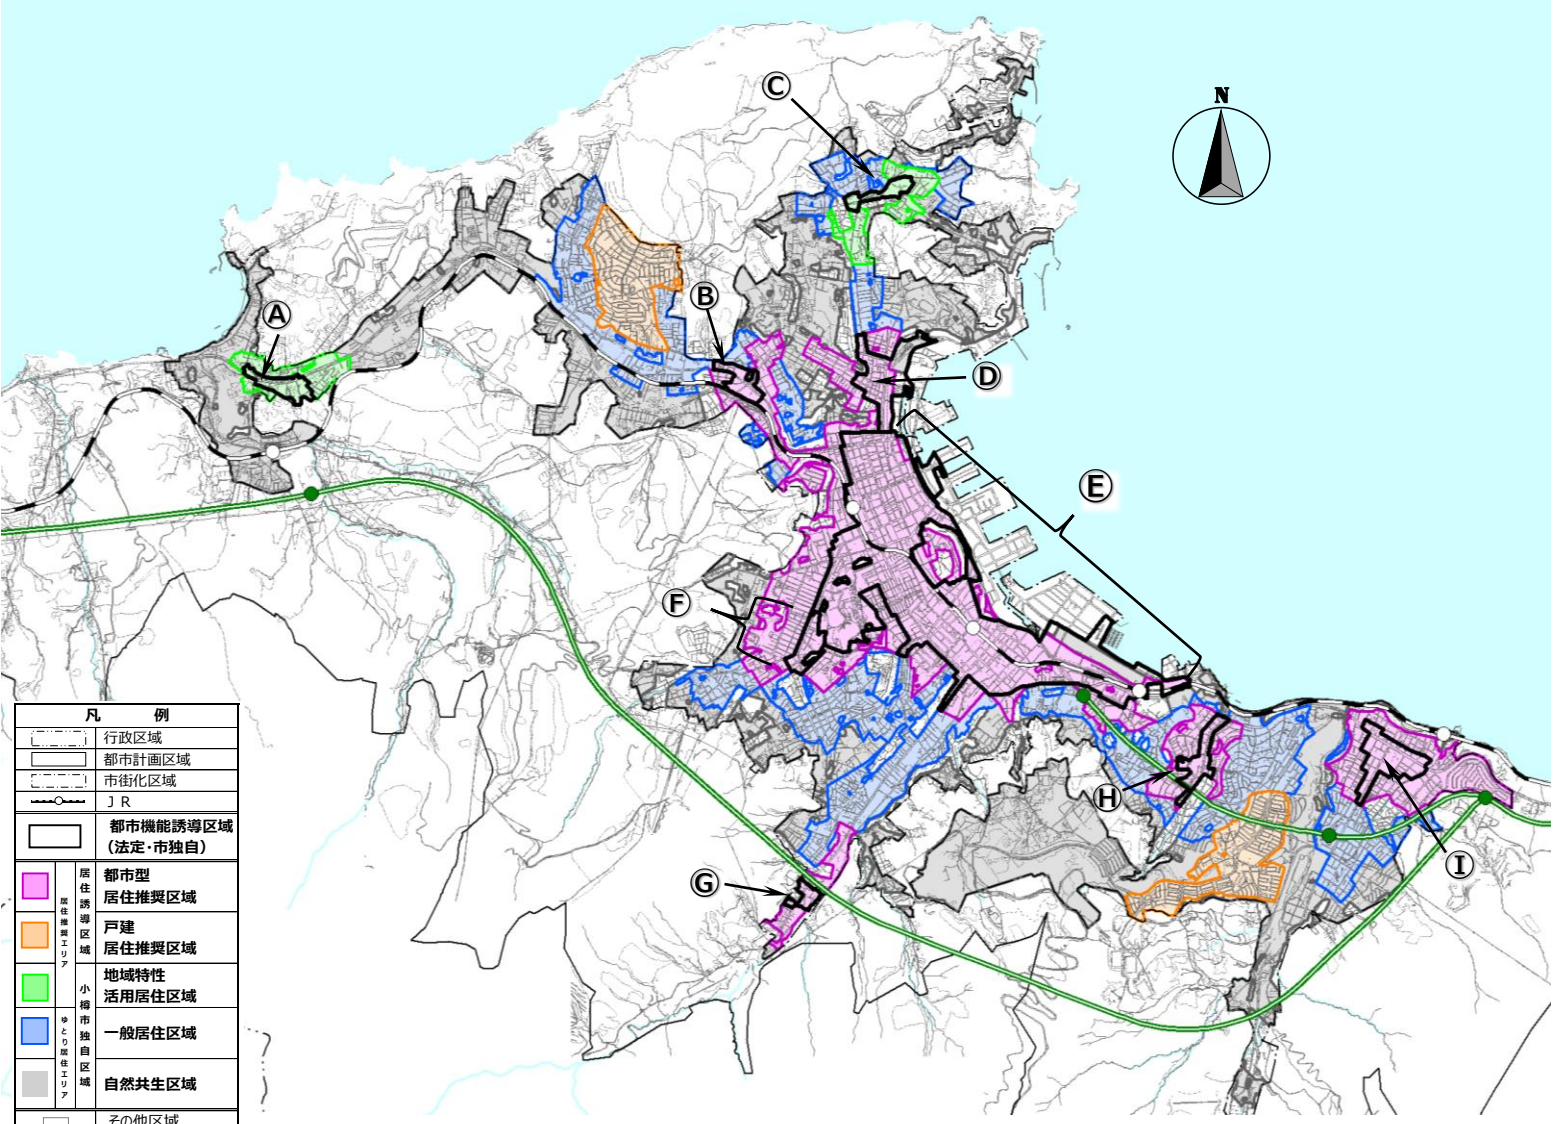 N
Ⓒ
Ⓑ
Ⓐ
Ⓓ
Ⓔ
Ⓕ
Ⓗ
Ⓘ
Ⓖ
凡 例
行政区域
都市計画区域
市街化区域
ＪＲ
都市機能誘導区域
（法定・市独自）
居住推奨エリア
居住誘導区域
都市型
居住推奨区域
戸建
居住推奨区域
小樽市独自区域
地域特性
活用居住区域
ゆとり居住エリア
一般居住区域
自然共生区域
その他区域